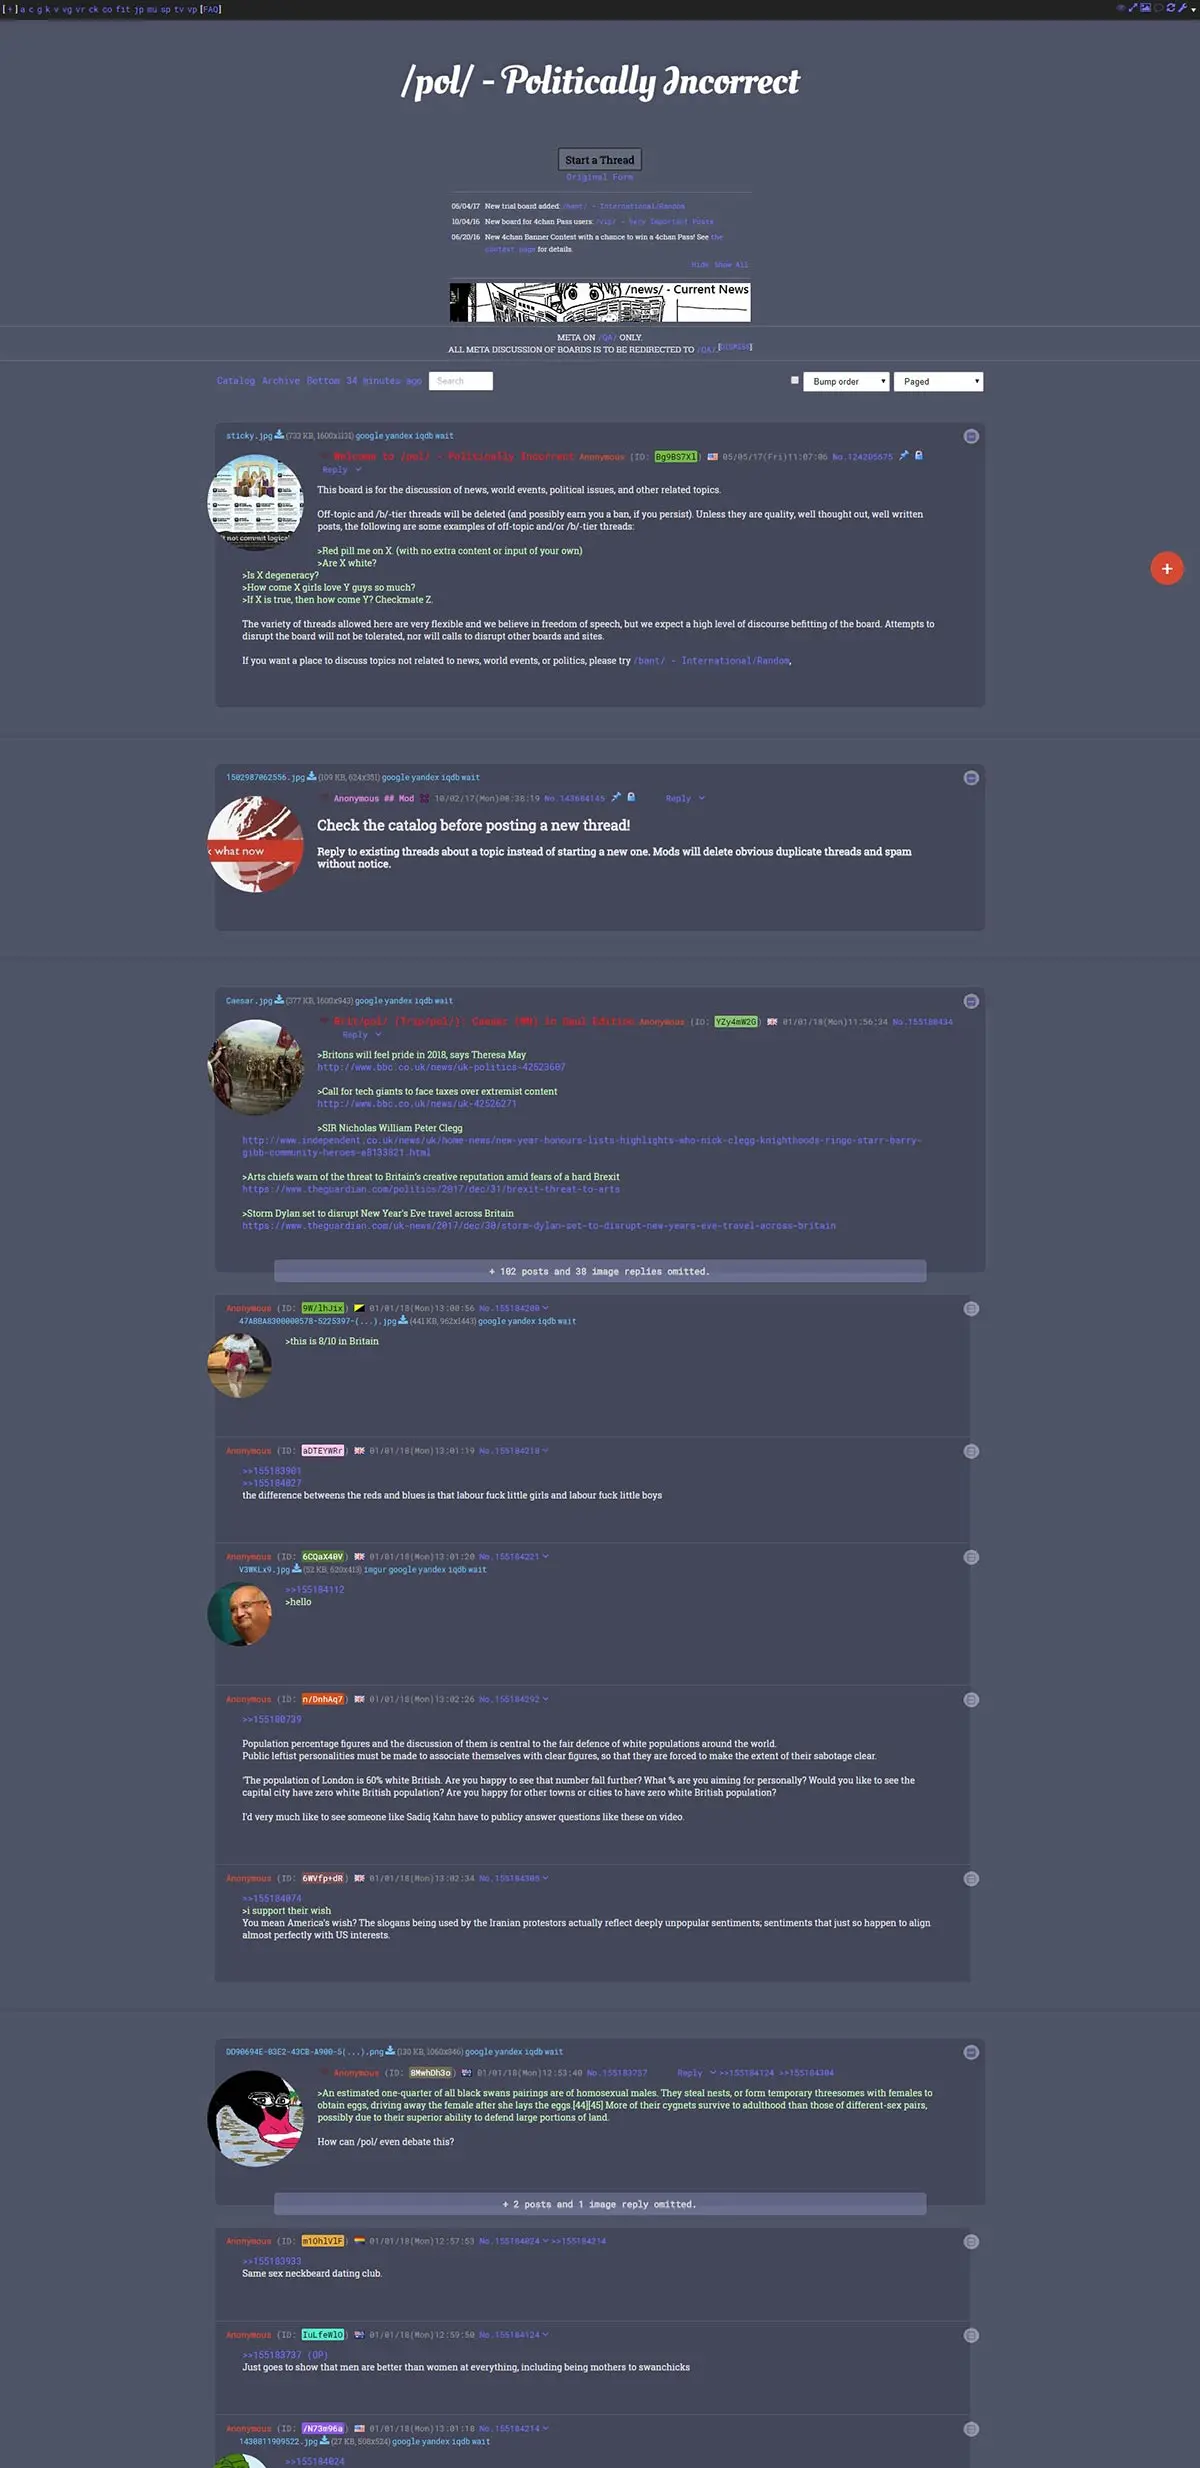 [+] a c g k v vg vr ck co fit jp mu sp tv vp [FAQ]
/pol/ - Politically Incorrect
Start a Thread
Original Form
05/04/17 New trial board added: /bant/ - International/Random
10/04/16 New board for 4chan Pass users: /vip/ - Very Important Posts
06/20/16 New 4chan Banner Contest with a chance to win a 4chan Pass! See the
contest page for details.
Hide Show All
/news/ - Current News
META ON /QA/ ONLY.
ALL META DISCUSSION OF BOARDS IS TO BE REDIRECTED TO /QA/.[DISMISS]
Catalog Archive Bottom 34 minutes ago Search Bump order Paged
sticky.jpg (732 KB, 1600x1131) google yandex iqdb wait
Welcome to /pol/ - Politically Incorrect Anonymous (ID: Bg9BS7Xl) 05/05/17(Fri)11:07:06 No.124205675
Reply
This board is for the discussion of news, world events, political issues, and other related topics.
Off-topic and /b/-tier threads will be deleted (and possibly earn you a ban, if you persist). Unless they are quality, well thought out, well written
posts, the following are some examples of off-topic and/or /b/-tier threads:
not commit logical
>Red pill me on X. (with no extra content or input of your own)
>Are X white?
>Is X degeneracy?
>How come X girls love Y guys so much?
>If X is true, then how come Y? Checkmate Z.
The variety of threads allowed here are very flexible and we believe in freedom of speech, but we expect a high level of discourse befitting of the board. Attempts to
disrupt the board will not be tolerated, nor will calls to disrupt other boards and sites.
If you want a place to discuss topics not related to news, world events, or politics, please try /bant/ - International/Random,
1502987062556.jpg (109 KB, 624x351) google yandex iqdb wait
Anonymous ## Mod 10/02/17(Mon)08:38:19 No.143684145 Reply
Check the catalog before posting a new thread!
what now
Reply to existing threads about a topic instead of starting a new one. Mods will delete obvious duplicate threads and spam
without notice.
Caesar.jpg (377 KB, 1600x943) google yandex iqdb wait
Brit/pol/ (Trip/pol/): Caesar in Gaul Edition Anonymous (ID: YZy4mW2G) 01/01/18(Mon)11:56:34 No.155180434
Reply
>Britons will feel pride in 2018, says Theresa May
http://www.bbc.co.uk/news/uk-politics-42523607
>Call for tech giants to face taxes over extremist content
http://www.bbc.co.uk/news/uk-42526271
>SIR Nicholas William Peter Clegg
http://www.independent.co.uk/news/uk/home-news/new-year-honours-lists-highlights-who-nick-clegg-knighthoods-ringo-starr-barry-
gibb-community-heroes-a8133821.html
>Arts chiefs warn of the threat to Britain's creative reputation amid fears of a hard Brexit
https://www.theguardian.com/politics/2017/dec/31/brexit-threat-to-arts
>Storm Dylan set to disrupt New Year's Eve travel across Britain
https://www.theguardian.com/uk-news/2017/dec/30/storm-dylan-set-to-disrupt-new-years-eve-travel-across-britain
+ 102 posts and 38 image replies omitted.
Anonymous (ID: 9W/lhJix) 01/01/18(Mon)13:00:56 No.155184200
47ABBA8300000578-5225397-(...).jpg (441 KB, 962x1443) google yandex iqdb wait
>this is 8/10 in Britain
Anonymous (ID: aDTEYWRr) 01/01/18(Mon)13:01:19 No.155184218
>>155183901
>>155184027
the difference betweens the reds and blues is that labour fuck little girls and labour fuck little boys
Anonymous (ID: 6CQaX40V) 01/01/18(Mon)13:01:20 No.155184221
V3WKLx9.jpg (52 KB, 620x413) imgur google yandex iqdb wait
>>155184112
>hello
Anonymous (ID: n/DnhAq7) 01/01/18(Mon)13:02:26 No.155184292
>>155180739
Population percentage figures and the discussion of them is central to the fair defence of white populations around the world.
Public leftist personalities must be made to associate themselves with clear figures, so that they are forced to make the extent of their sabotage clear.
'The population of London is 60% white British. Are you happy to see that number fall further? What % are you aiming for personally? Would you like to see the
capital city have zero white British population? Are you happy for other towns or cities to have zero white British population?
I'd very much like to see someone like Sadiq Kahn have to publicy answer questions like these on video.
Anonymous (ID: 6WVfp+dR) 01/01/18(Mon)13:02:34 No.155184305
>>155184074
>i support their wish
You mean America's wish? The slogans being used by the Iranian protestors actually reflect deeply unpopular sentiments; sentiments that just so happen to align
almost perfectly with US interests.
DD90694E-03E2-43CB-A900-5(...).png (130 KB, 1060x846) google yandex iqdb wait
Anonymous (ID: 8MwhDh3o) 01/01/18(Mon)12:53:40 No.155183737 Reply >>155184124 >>155184304
>An estimated one-quarter of all black swans pairings are of homosexual males. They steal nests, or form temporary threesomes with females to
obtain eggs, driving away the female after she lays the eggs.[44][45] More of their cygnets survive to adulthood than those of different-sex pairs,
possibly due to their superior ability to defend large portions of land.
How can /pol/ even debate this?
+ 2 posts and 1 image reply omitted.
Anonymous (ID: m1OhlVlF) 01/01/18(Mon)12:57:53 No.155184024 >>155184214
>>155183933
Same sex neckbeard dating club.
Anonymous (ID: IuLfeWlO) 01/01/18(Mon)12:59:50 No.155184124
>>155183737 (OP)
Just goes to show that men are better than women at everything, including being mothers to swanchicks
Anonymous (ID: /N73m96a) 01/01/18(Mon)13:01:18 No.155184214
1430811909522.jpg (27 KB, 508x524) google yandex iqdb wait
>>155184024